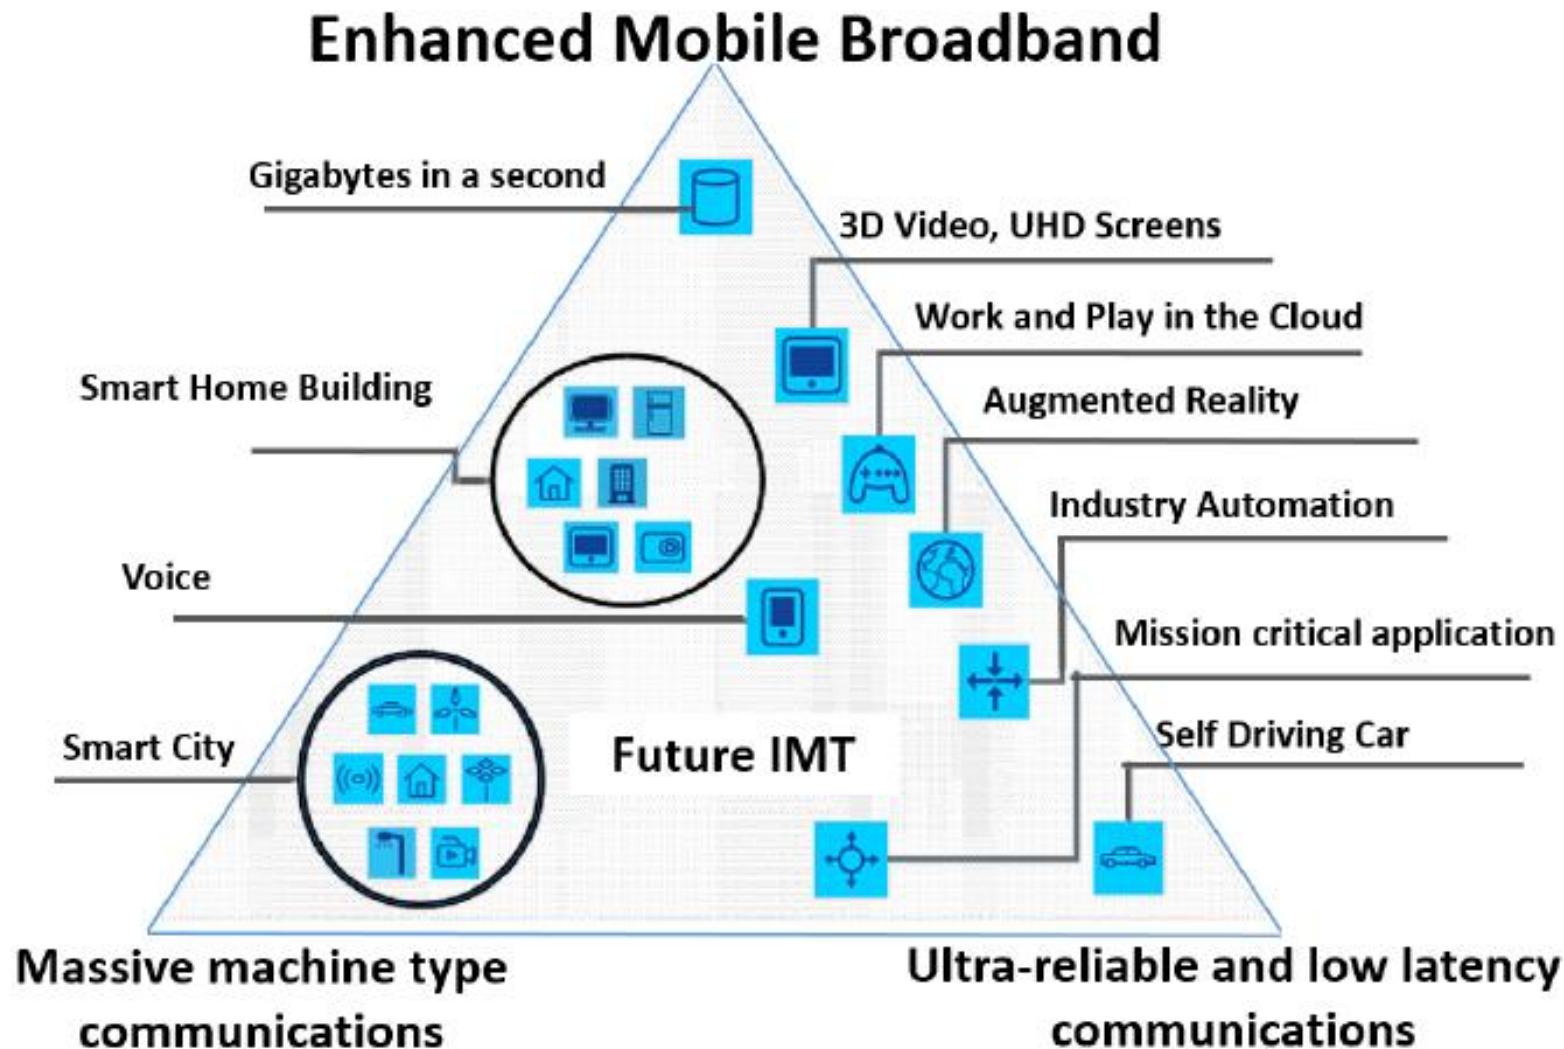 Enhanced Mobile Broadband
Gigabytes in a second
3D Video, UHD Screens
Work and Play in the Cloud
Smart Home Building
Augmented Reality
Industry Automation
Voice
Mission critical application
Smart City
Future IMT
Self Driving Car
Massive machine type
communications
Ultra-reliable and low latency
communications